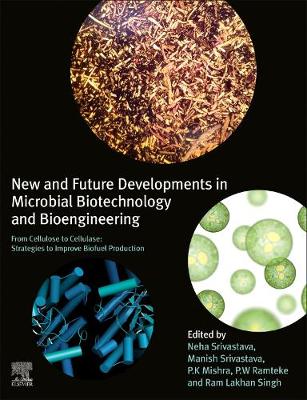 New and Future Developments in
Microbial Biotechnology
and Bioengineering
From Cellulose to Cellulase:
Strategies to Improve Biofuel Production
Edited by
Neha Srivastava,
Manish Srivastava,
P.K Mishra, P.W Ramteke
and Ram Lakhan Singh
ELSEVIER